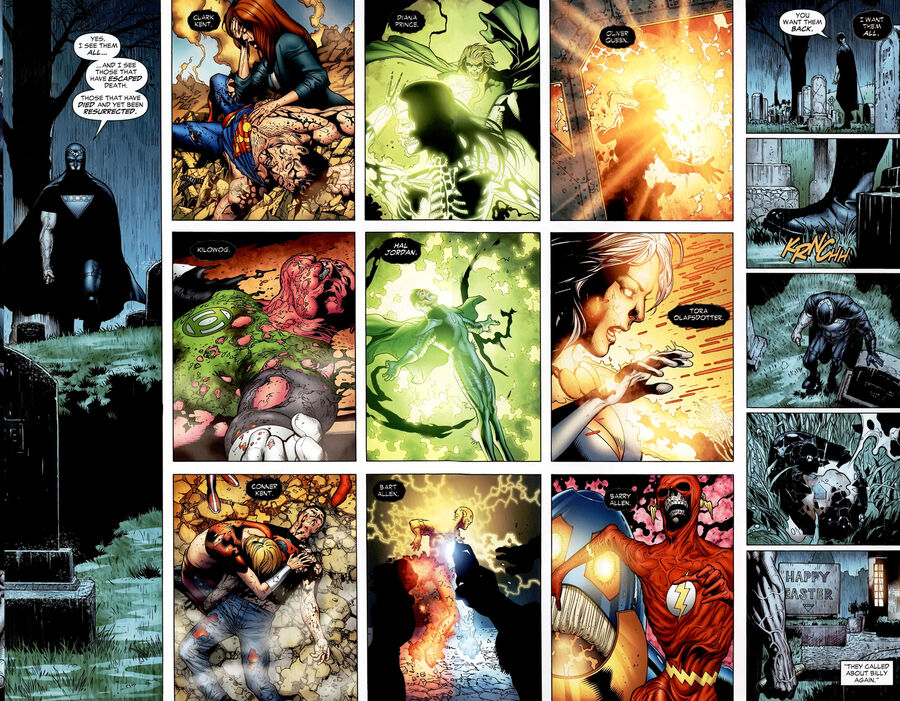 YES,
I SEE THEM
ALL...
...AND I SEE
THOSE THAT
HAVE ESCAPED
DEATH.
THOSE THAT HAVE
DIED AND YET BEEN
RESURRECTED.
CLARK
KENT.
DIANA
PRINCE.
OLIVER
QUEEN.
KILOWOG.
HAL
JORDAN.
TORA
OLAFSDOTTER.
CONNER
KENT.
BART
ALLEN.
BARRY
ALLEN.
YOU
WANT THEM
BACK.
I WANT
THEM
ALL.
KRNCHH
HAPPY
EASTER
"THEY CALLED
ABOUT BILLY
AGAIN."